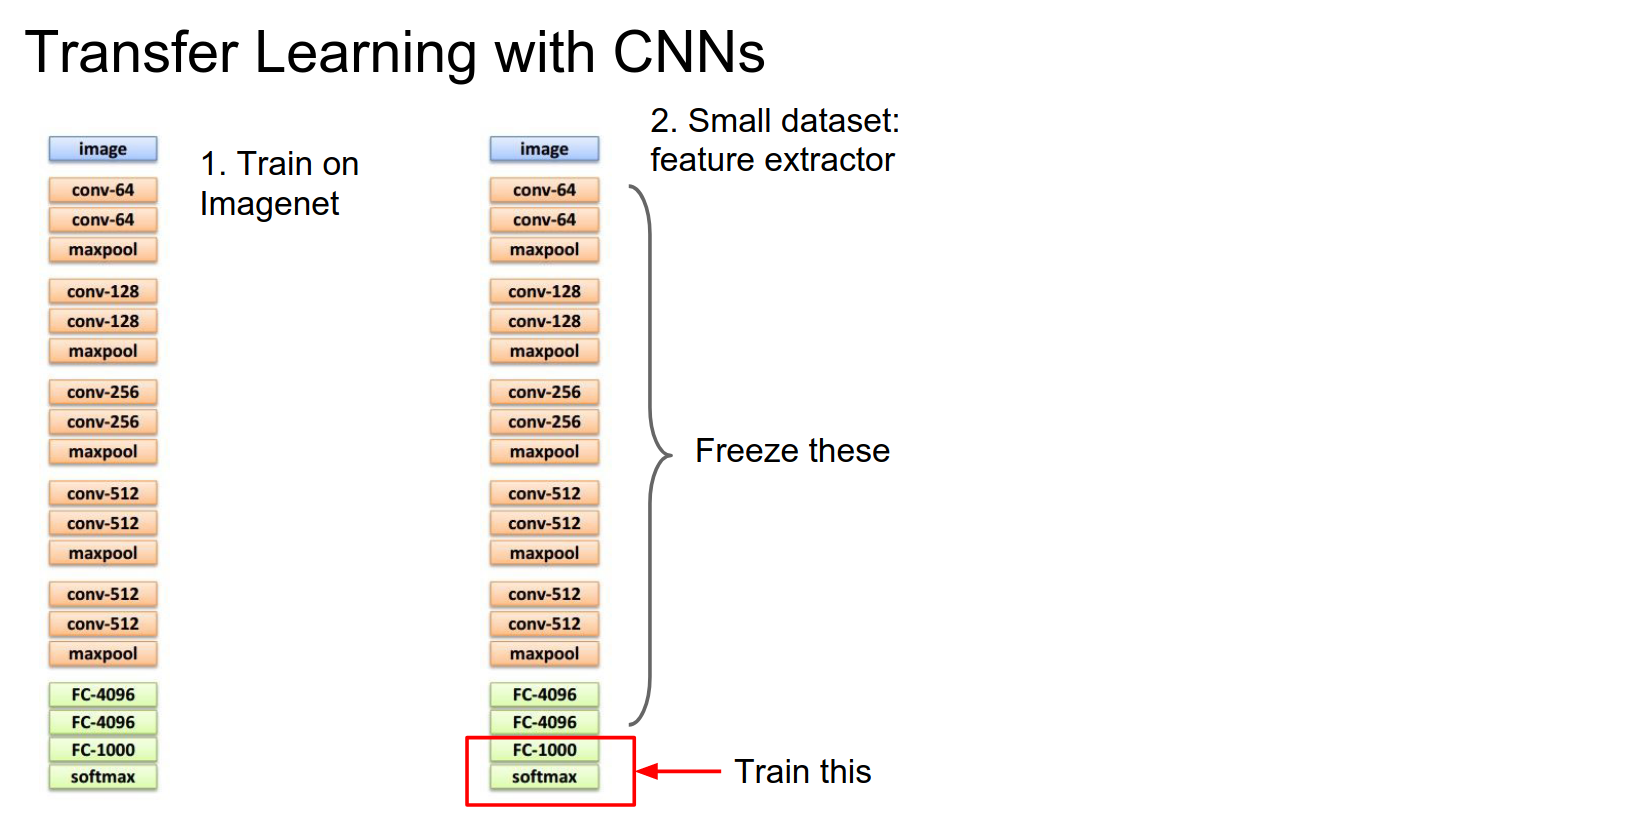 Transfer Learning with CNNs
image
conv-64
conv-64
maxpool
conv-128
conv-128
maxpool
conv-256
conv-256
maxpool
conv-512
conv-512
maxpool
conv-512
conv-512
maxpool
FC-4096
FC-4096
FC-1000
softmax
1. Train on
Imagenet
image
conv-64
conv-64
maxpool
conv-128
conv-128
maxpool
conv-256
conv-256
maxpool
conv-512
conv-512
maxpool
conv-512
conv-512
maxpool
FC-4096
FC-4096
FC-1000
softmax
2. Small dataset:
feature extractor
Freeze these
Train this